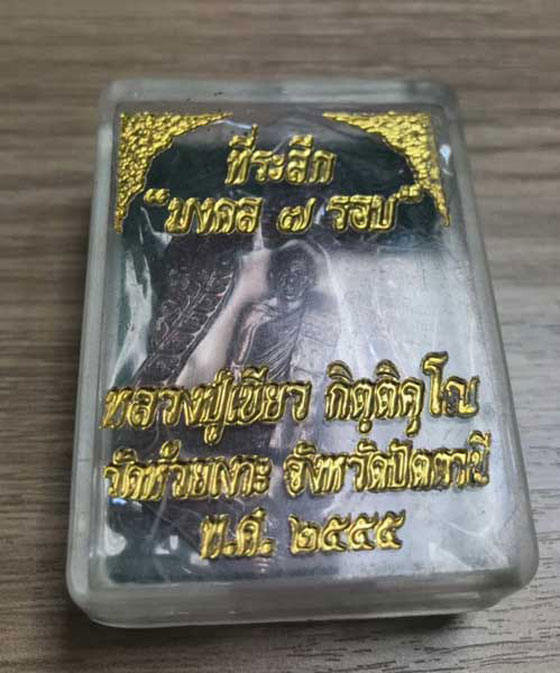 ที่ระลึก
"มงคล ๗ รอบ"
หลวงปู่เขียว กิตฺติคุโณ
วัดห้วยเงาะ จังหวัดปัตตานี
พ.ศ. ๒๕๕๕